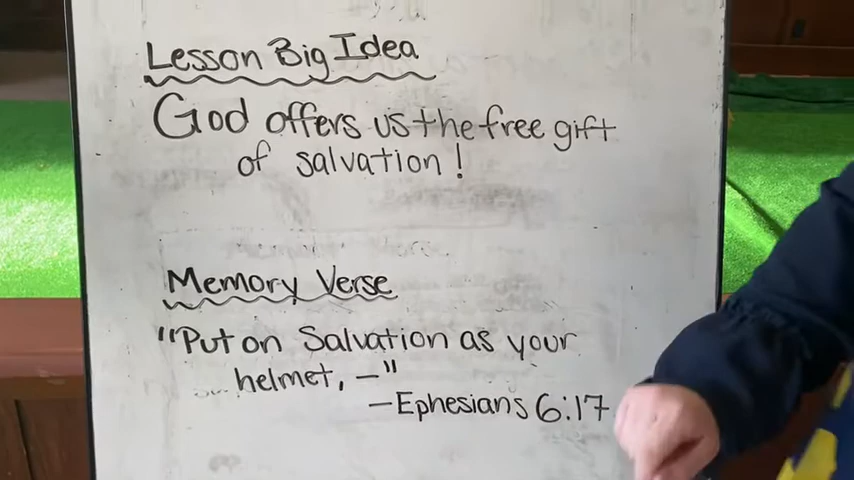 Lesson Big Idea
God offers us the free gift
of salvation!
Memory Verse
"Put on Salvation as your
helmet, —"
—Ephesians 6:17